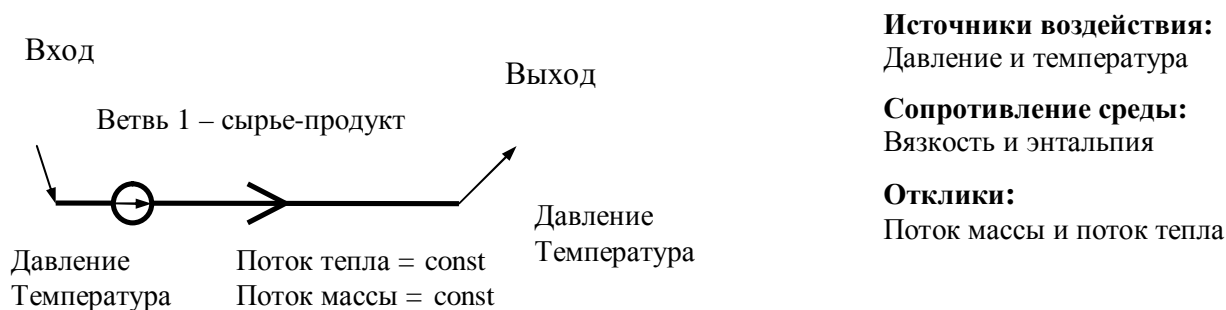 Вход
Выход
Ветвь 1 – сырье-продукт
Давление
Температура
Поток тепла = const
Поток массы = const
Давление
Температура
Источники воздействия:
Давление и температура
Сопротивление среды:
Вязкость и энтальпия
Отклики:
Поток массы и поток тепла